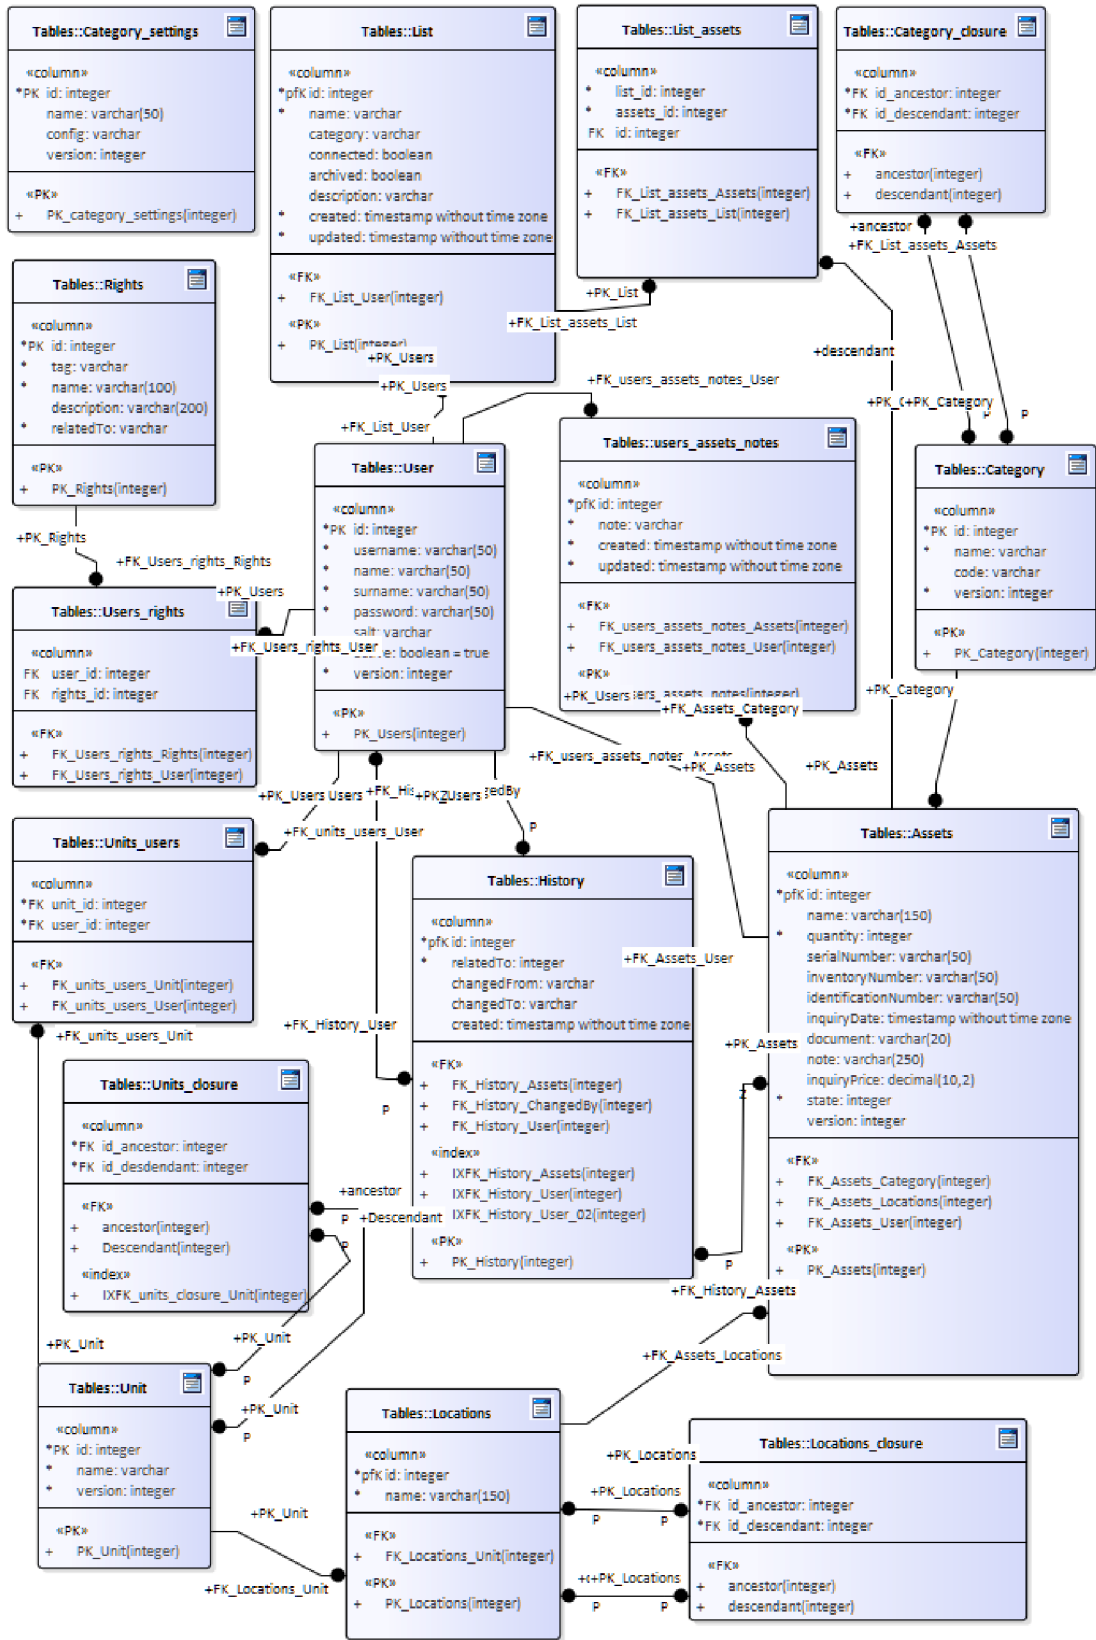 Tables::Category_settings
«column»
*PK id: integer
name: varchar(50)
config: varchar
version: integer
«PK»
+ PK_category_settings(integer)
Tables::List
«column»
*pfK id: integer
* name: varchar
category: varchar
connected: boolean
archived: boolean
description: varchar
* created: timestamp without time zone
* updated: timestamp without time zone
«FK»
+ FK_List_User(integer)
«PK»
+ PK_List(integer)
Tables::List_assets
«column»
* list_id: integer
* assets_id: integer
FK id: integer
«FK»
+ FK_List_assets_Assets(integer)
+ FK_List_assets_List(integer)
Tables::Category_closure
«column»
*FK id_ancestor: integer
*FK id_descendant: integer
«FK»
+ ancestor(integer)
+ descendant(integer)
+ancestor
+FK_List_assets_Assets
+PK_List
+FK_List_assets_List
+descendant
+PK_Users
+PK_Users
+FK_List_User
+FK_users_assets_notes_User
+PK_Category
P
P
Tables::Rights
«column»
*PK id: integer
* tag: varchar
* name: varchar(100)
description: varchar(200)
* relatedTo: varchar
«PK»
+ PK_Rights(integer)
+PK_Rights
+FK_Users_rights_Rights
Tables::User
«column»
*PK id: integer
* username: varchar(50)
* name: varchar(50)
* surname: varchar(50)
* password: varchar(50)
salt: varchar
boolean = true
* version: integer
«PK»
+ PK_Users(integer)
Tables::users_assets_notes
«column»
*pfK id: integer
* note: varchar
* created: timestamp without time zone
* updated: timestamp without time zone
«FK»
+ FK_users_assets_notes_Assets(integer)
+ FK_users_assets_notes_User(integer)
«PK»
+PK_Users
+FK_Assets_Category
Tables::Category
«column»
*PK id: integer
* name: varchar
code: varchar
* version: integer
«PK»
+ PK_Category(integer)
+PK_Category
Tables::Users_rights
«column»
FK user_id: integer
FK rights_id: integer
«FK»
+ FK_Users_rights_Rights(integer)
+ FK_Users_rights_User(integer)
+PK_Users
+FK_Users_rights_User
+FK_users_assets_notes_Assets
+PK_Assets
+PK_Assets
+PK_Users
+PK_Users
+FK_units_users_User
P
Tables::Units_users
«column»
*FK unit_id: integer
*FK user_id: integer
«FK»
+ FK_units_users_Unit(integer)
+ FK_units_users_User(integer)
+FK_units_users_Unit
Tables::History
«column»
*pfK id: integer
* relatedTo: integer
changedFrom: varchar
changedTo: varchar
created: timestamp without time zone
«FK»
+ FK_History_Assets(integer)
+ FK_History_ChangedBy(integer)
+ FK_History_User(integer)
«index»
+ IXFK_History_Assets(integer)
+ IXFK_History_User(integer)
IXFK_History_User_02(integer)
«PK»
+ PK_History(integer)
+FK_Assets_User
+FK_History_User
P
Tables::Assets
«column»
*pfK id: integer
name: varchar(150)
* quantity: integer
serialNumber: varchar(50)
inventoryNumber: varchar(50)
identificationNumber: varchar(50)
inquiryDate: timestamp without time zone
document: varchar(20)
note: varchar(250)
inquiryPrice: decimal(10,2)
* state: integer
version: integer
«FK»
+ FK_Assets_Category(integer)
+ FK_Assets_Locations(integer)
+ FK_Assets_User(integer)
«PK»
+ PK_Assets(integer)
+PK_Assets
P
+FK_History_Assets
+FK_Assets_Locations
Tables::Units_closure
«column»
*FK id_ancestor: integer
*FK id_desdendant: integer
«FK»
+ ancestor(integer)
+ Descendant(integer)
«index»
+ IXFK_units_closure_Unit(integer)
+ancestor
P
+Descendant
P
+PK_Unit
+PK_Unit
P
+PK_Unit
P
Tables::Unit
«column»
*PK id: integer
* name: varchar
* version: integer
«PK»
+ PK_Unit(integer)
+PK_Unit
+FK_Locations_Unit
Tables::Locations
«column»
*pfK id: integer
* name: varchar(150)
«FK»
+ FK_Locations_Unit(integer)
«PK»
+ PK_Locations(integer)
+PK_Locations
+PK_Locations
P P
+PK_Locations
P P
Tables::Locations_closure
«column»
*FK id_ancestor: integer
*FK id_descendant: integer
«FK»
+ ancestor(integer)
+ descendant(integer)